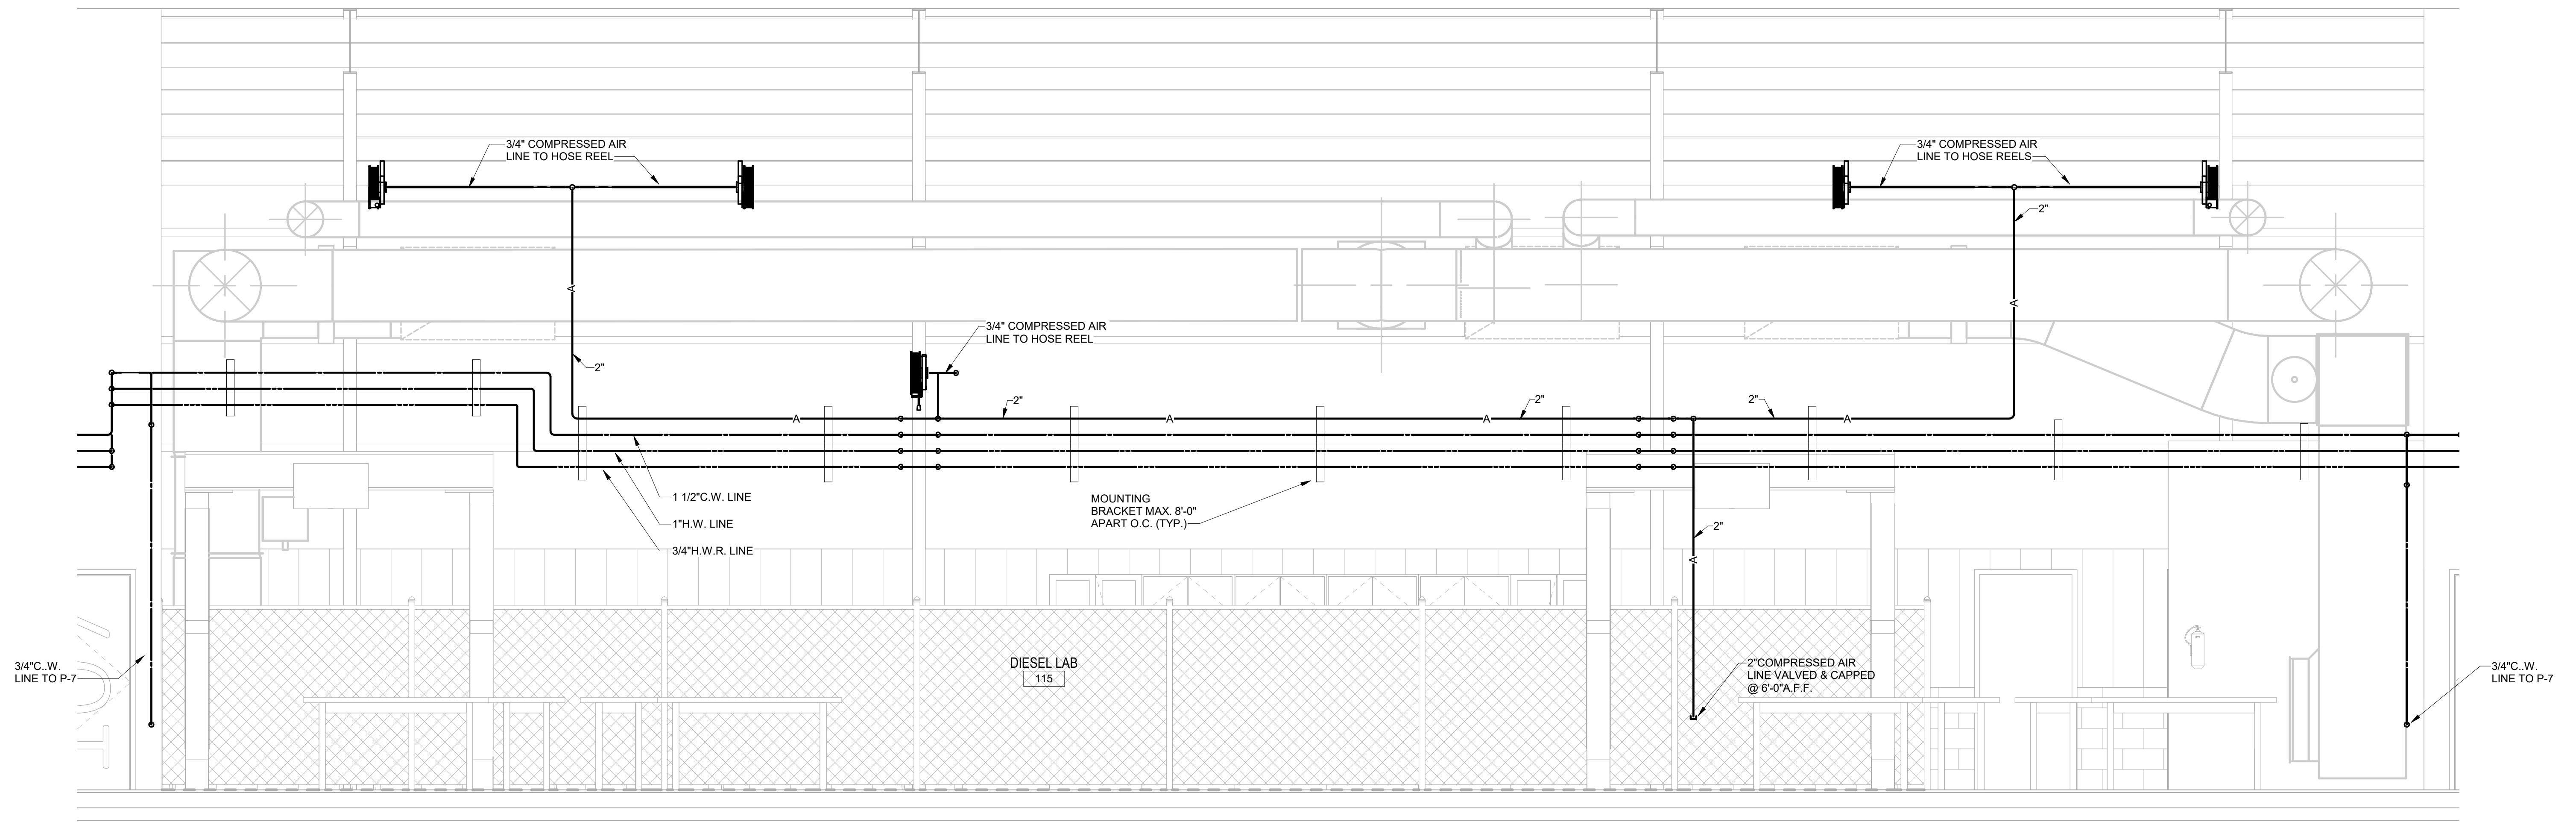 3/4" COMPRESSED AIR
LINE TO HOSE REEL
3/4" COMPRESSED AIR
LINE TO HOSE REELS
2"
A
A
3/4" COMPRESSED AIR
LINE TO HOSE REEL
2"
2"
2"
2"
A
A
A
A
1 1/2"C.W. LINE
1"H.W. LINE
3/4"H.W.R. LINE
MOUNTING
BRACKET MAX. 8'-0"
APART O.C. (TYP.)
2"
A
DIESEL LAB
115
3/4"C..W.
LINE TO P-7
2"COMPRESSED AIR
LINE VALVED & CAPPED
@ 6'-0"A.F.F.
3/4"C..W.
LINE TO P-7